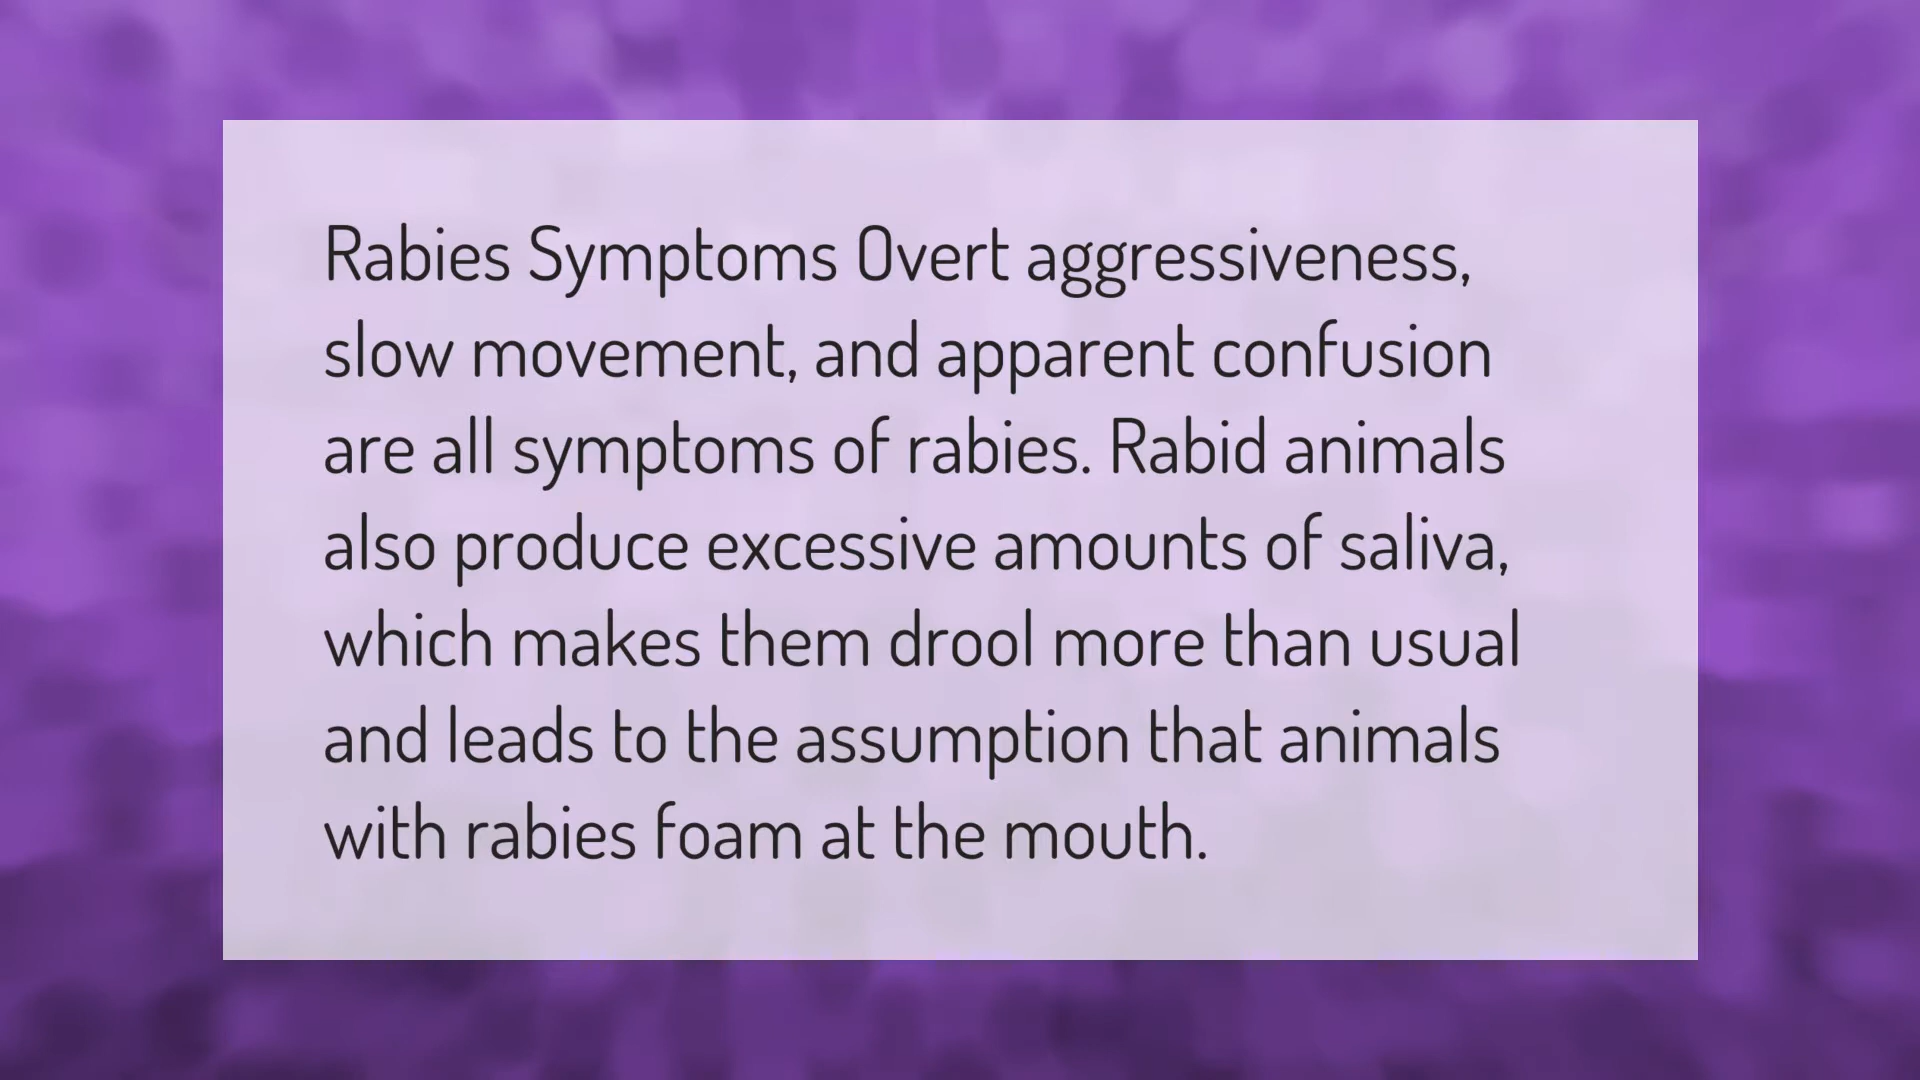 Rabies Symptoms Overt aggressiveness,
slow movement, and apparent confusion
are all symptoms of rabies. Rabid animals
also produce excessive amounts of saliva,
which makes them drool more than usual
and leads to the assumption that animals
with rabies foam at the mouth.